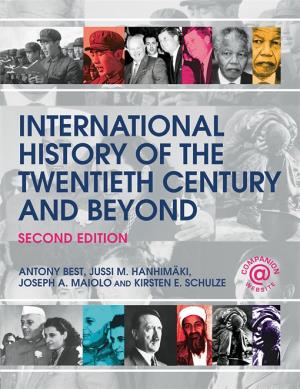 INTERNATIONAL
HISTORY OF THE
TWENTIETH CENTURY
AND BEYOND
SECOND EDITION
ANTONY BEST, JUSSI M. HANHIMÄKI,
JOSEPH A. MAIOLO AND KIRSTEN E. SCHULZE
COMPANION
@
WEBSITE